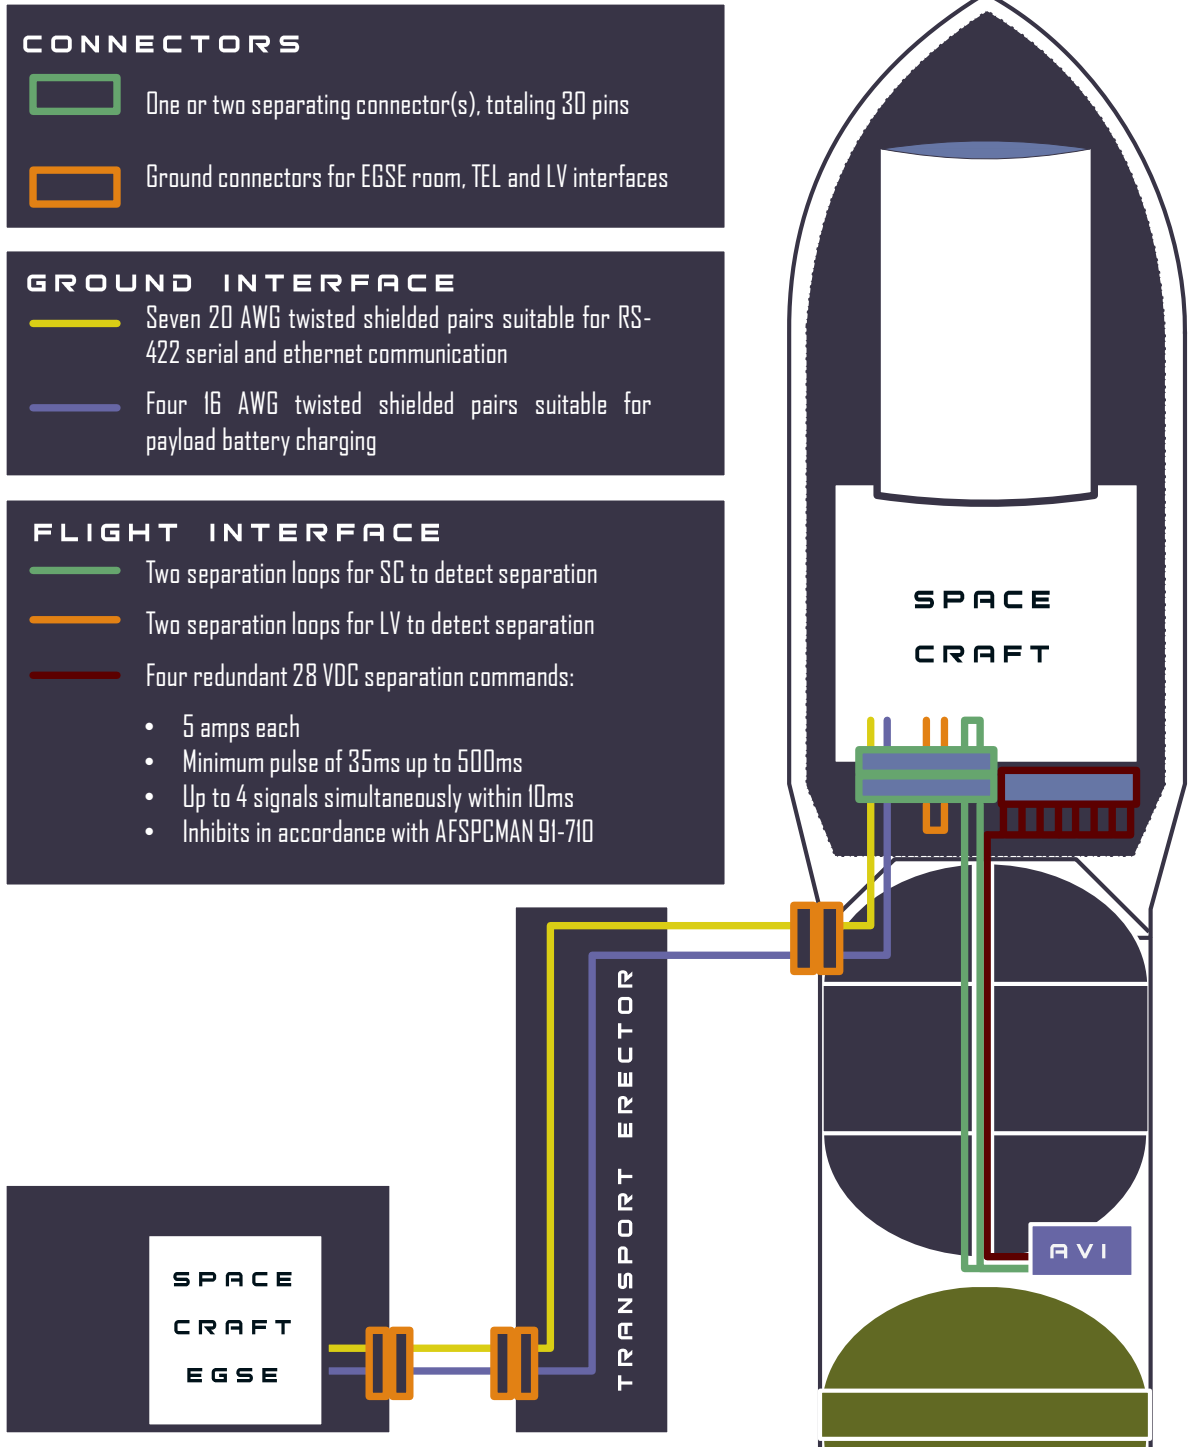 CONNECTORS
One or two separating connector(s), totaling 30 pins
Ground connectors for EGSE room, TEL and LV interfaces
GROUND INTERFACE
Seven 20 AWG twisted shielded pairs suitable for RS-
422 serial and ethernet communication
Four 16 AWG twisted shielded pairs suitable for
payload battery charging
FLIGHT INTERFACE
Two separation loops for SC to detect separation
Two separation loops for LV to detect separation
Four redundant 28 VDC separation commands:
• 5 amps each
• Minimum pulse of 35ms up to 500ms
• Up to 4 signals simultaneously within 10ms
• Inhibits in accordance with AFSPCMAN 91-710
SPACE
CRAFT
TRANSPORT ERECTOR
AVI
SPACE
CRAFT
EGSE